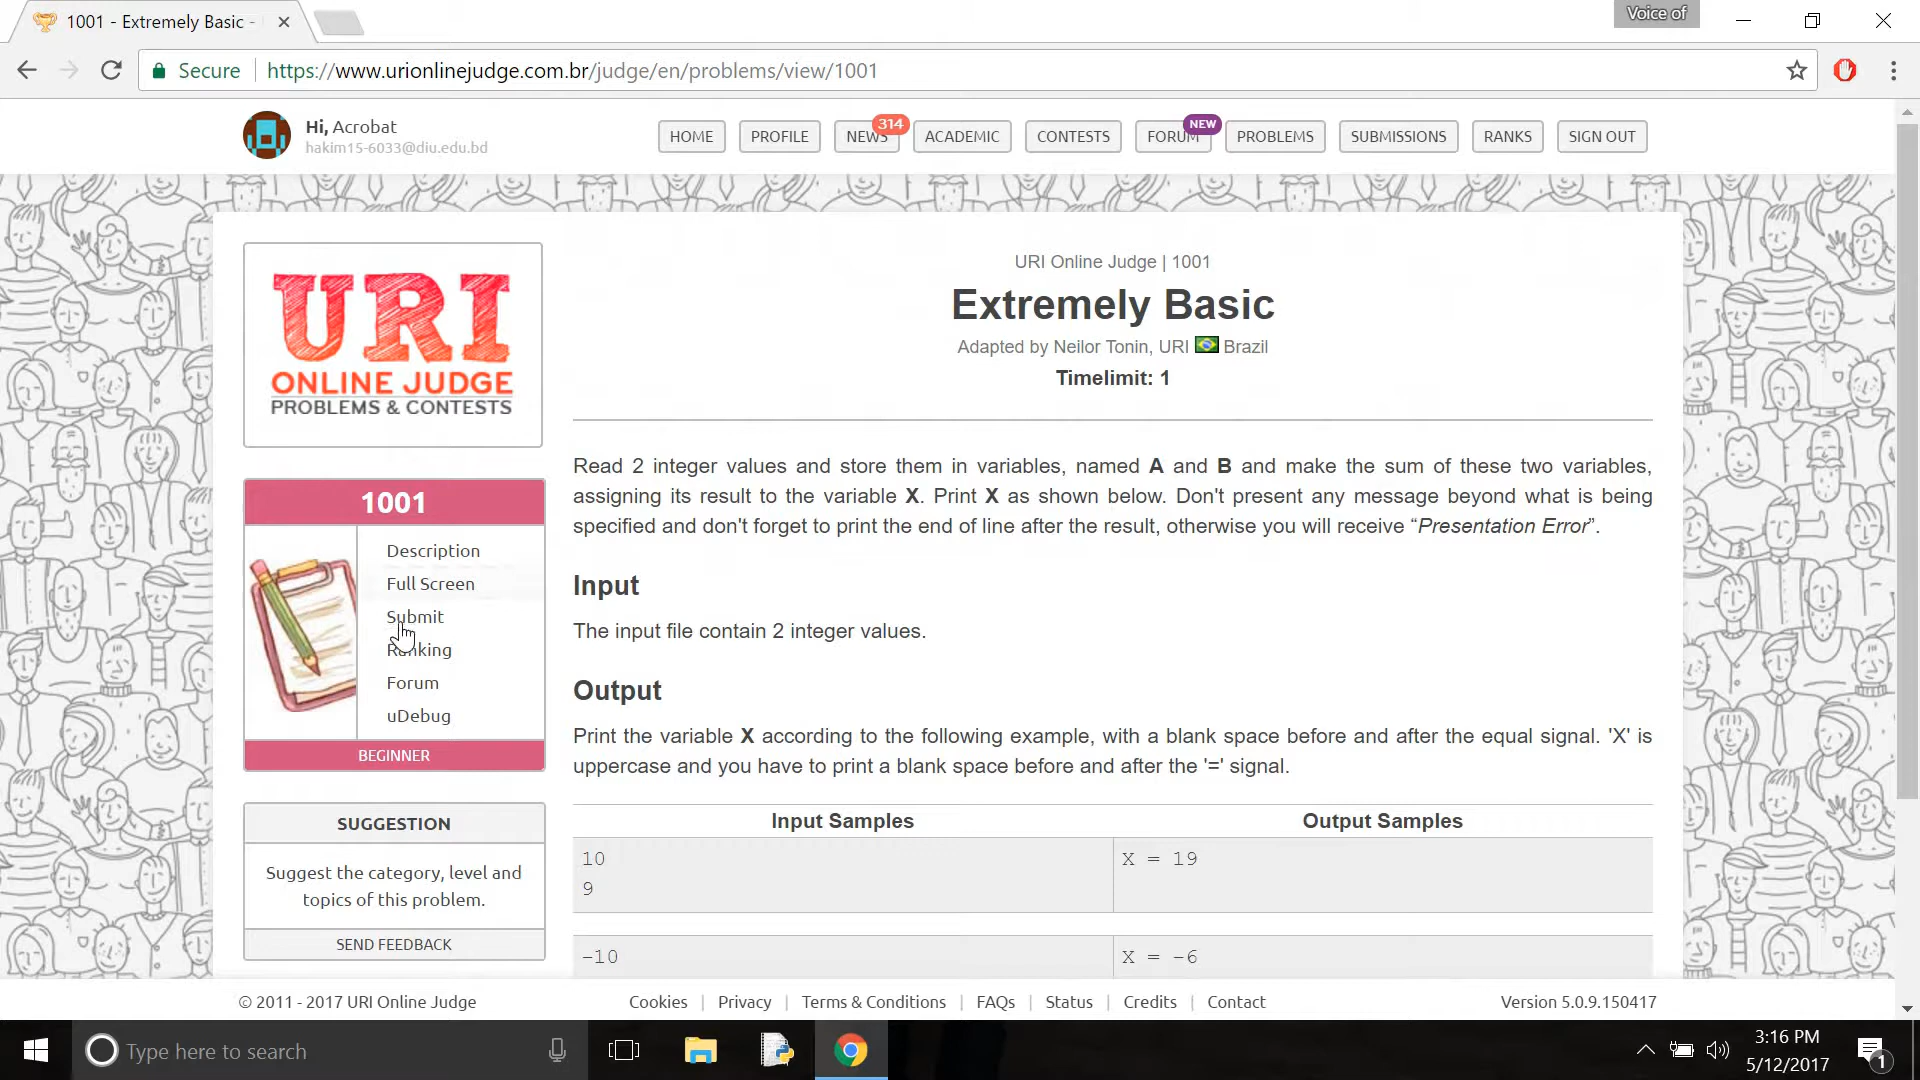 1001 - Extremely Basic -
Voice of
Secure
https://www.urionlinejudge.com.br/judge/en/problems/view/1001
Hi, Acrobat
hakim15-6033@diu.edu.bd
HOME
PROFILE
NEWS
314
ACADEMIC
CONTESTS
FORUM
NEW
PROBLEMS
SUBMISSIONS
RANKS
SIGN OUT
URI
ONLINE JUDGE
PROBLEMS & CONTESTS
1001
Description
Full Screen
Submit
Ranking
Forum
uDebug
BEGINNER
SUGGESTION
Suggest the category, level and
topics of this problem.
SEND FEEDBACK
URI Online Judge | 1001
Extremely Basic
Adapted by Neilor Tonin, URI Brazil
Timelimit: 1
Read 2 integer values and store them in variables, named A and B and make the sum of these two variables,
assigning its result to the variable X. Print X as shown below. Don't present any message beyond what is being
specified and don't forget to print the end of line after the result, otherwise you will receive “Presentation Error”.
Input
The input file contain 2 integer values.
Output
Print the variable X according to the following example, with a blank space before and after the equal signal. 'X' is
uppercase and you have to print a blank space before and after the '=' signal.
Input Samples
Output Samples
10
9
X = 19
-10
X = -6
© 2011 - 2017 URI Online Judge
Cookies | Privacy | Terms & Conditions | FAQs | Status | Credits | Contact
Version 5.0.9.150417
Type here to search
3:16 PM
5/12/2017
1